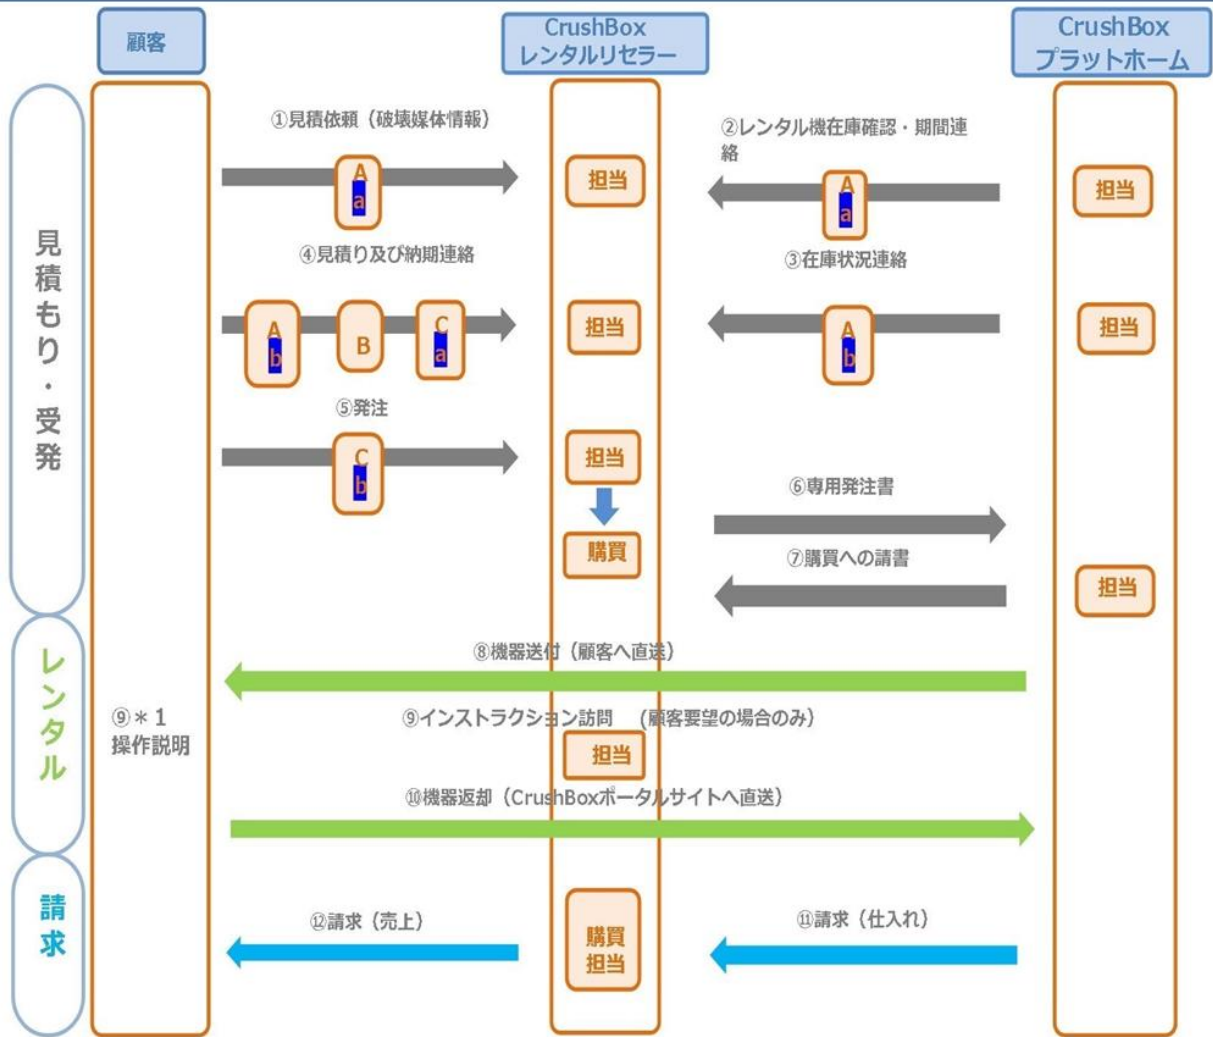 顧客
CrushBox
レンタルリセラー
CrushBox
プラットホーム
見積もり・受発
①見積依頼（破壊媒体情報）
A
a
担当
②レンタル機在庫確認・期間連
絡
A
a
担当
④見積り及び納期連絡
A
b
B
C
a
担当
③在庫状況連絡
A
b
担当
⑤発注
C
b
担当
購買
⑥専用発注書
⑦購買への請書
担当
レンタル
⑧機器送付（顧客へ直送）
⑨＊１
操作説明
⑨インストラクション訪問　(顧客要望の場合のみ）
担当
⑩機器返却（CrushBoxポータルサイトへ直送）
請求
⑫請求（売上）
購買
担当
⑪請求（仕入れ）